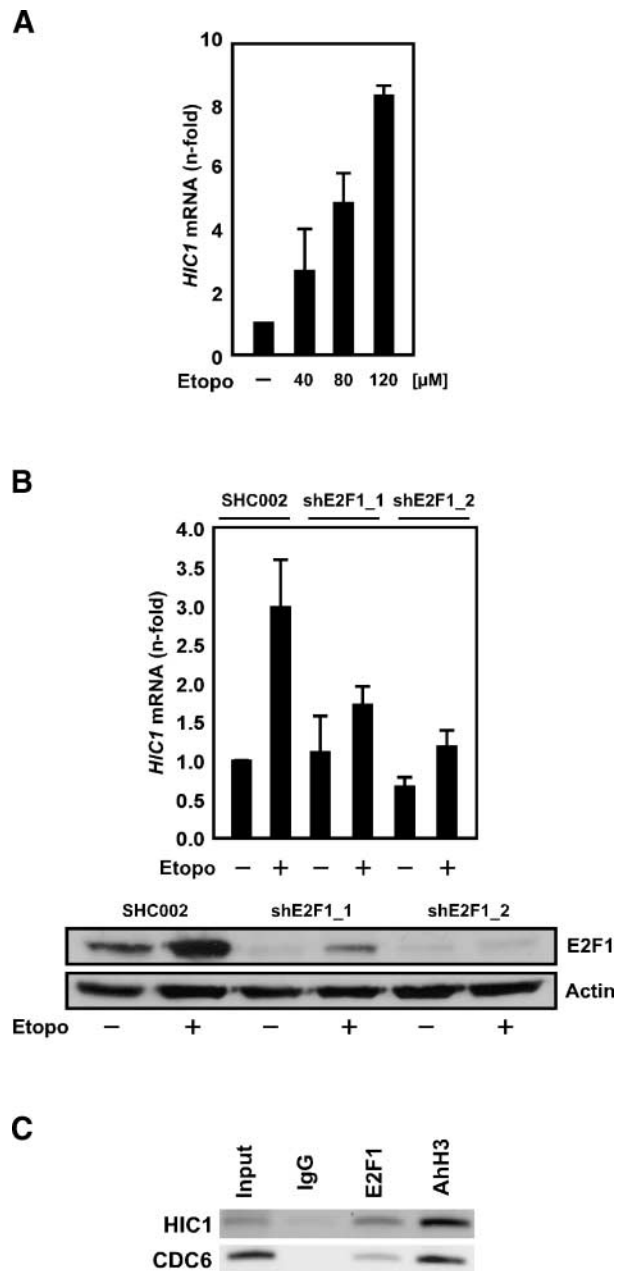 A
10
8
6
4
2
0
HIC1 mRNA (n-fold)
Etopo – 40 80 120 [µM]
B
SHC002 shE2F1_1 shE2F1_2
4.0
3.5
3.0
2.5
2.0
1.5
1.0
0.5
0.0
HIC1 mRNA (n-fold)
Etopo – + – + – +
SHC002 shE2F1_1 shE2F1_2
E2F1
Actin
Etopo – + – + – +
C
Input IgG E2F1 AhH3
HIC1
CDC6